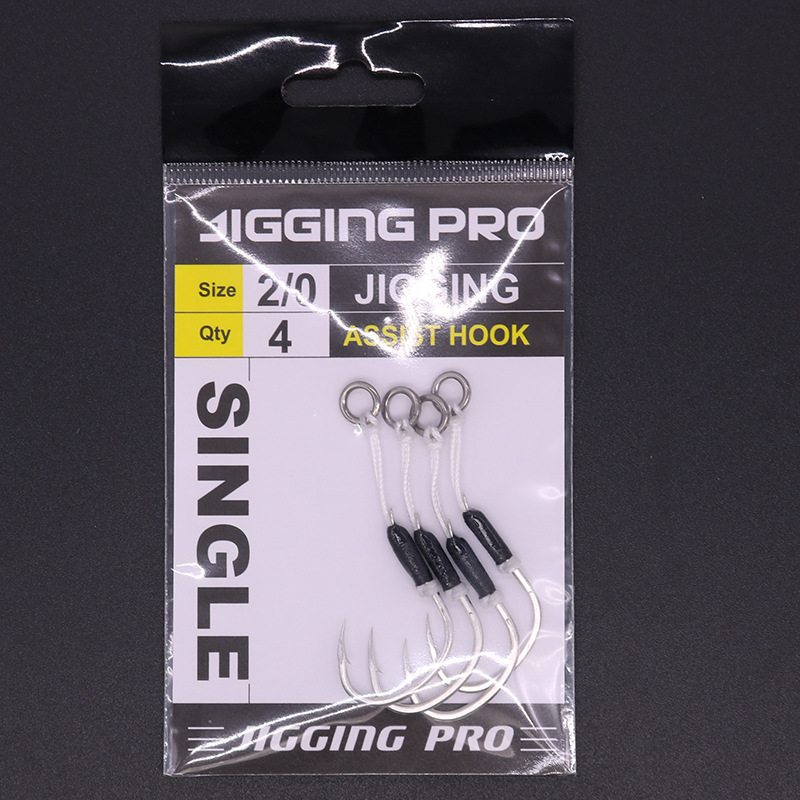 JIGGING PRO
Size 2/0 JIGGING
Qty 4 ASSIST HOOK
SINGLE
JIGGING PRO